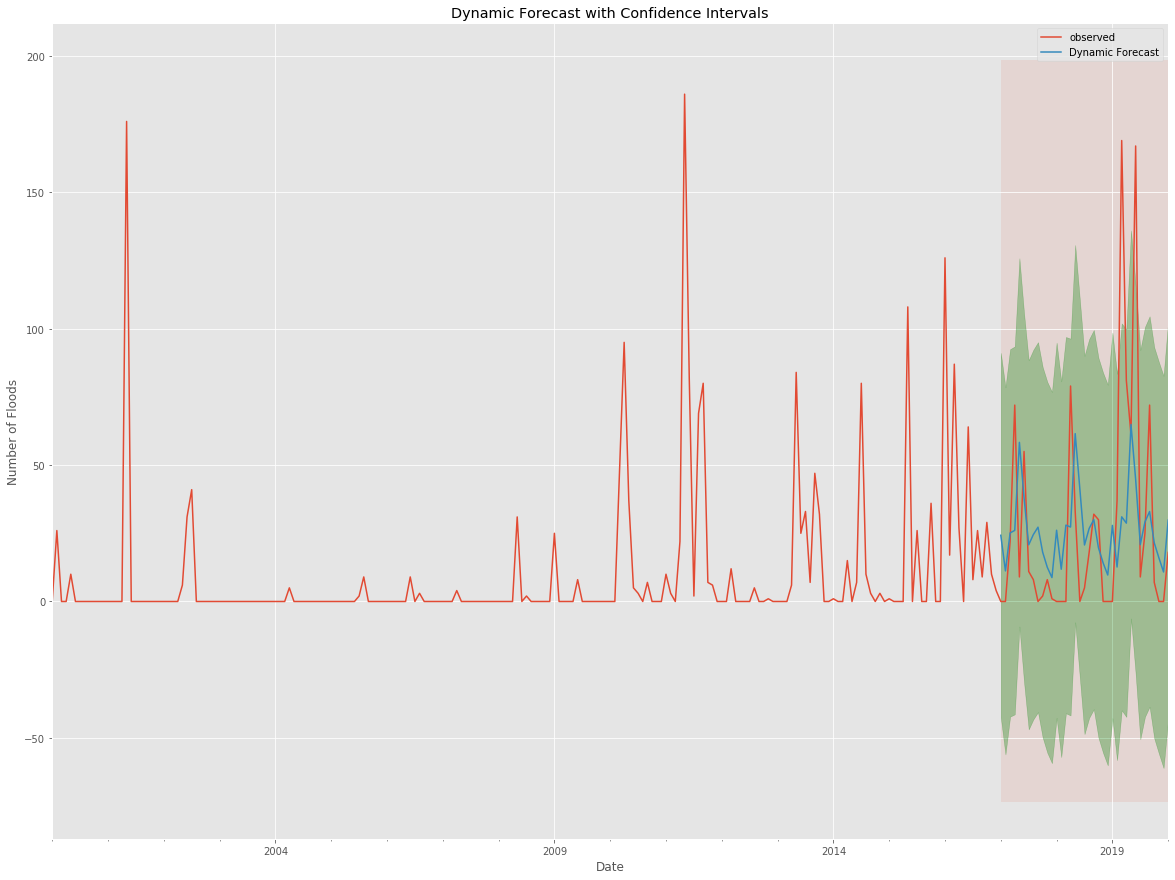 Dynamic Forecast with Confidence Intervals
observed
Dynamic Forecast
200
150
100
50
0
−50
Number of Floods
2004
2009
2014
2019
Date